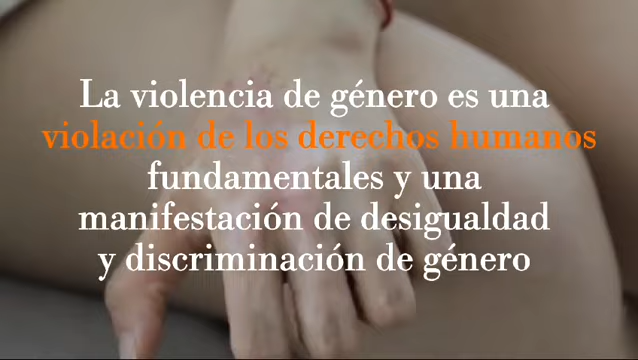 La violencia de género es una
violación de los derechos humanos
fundamentales y una
manifestación de desigualdad
y discriminación de género